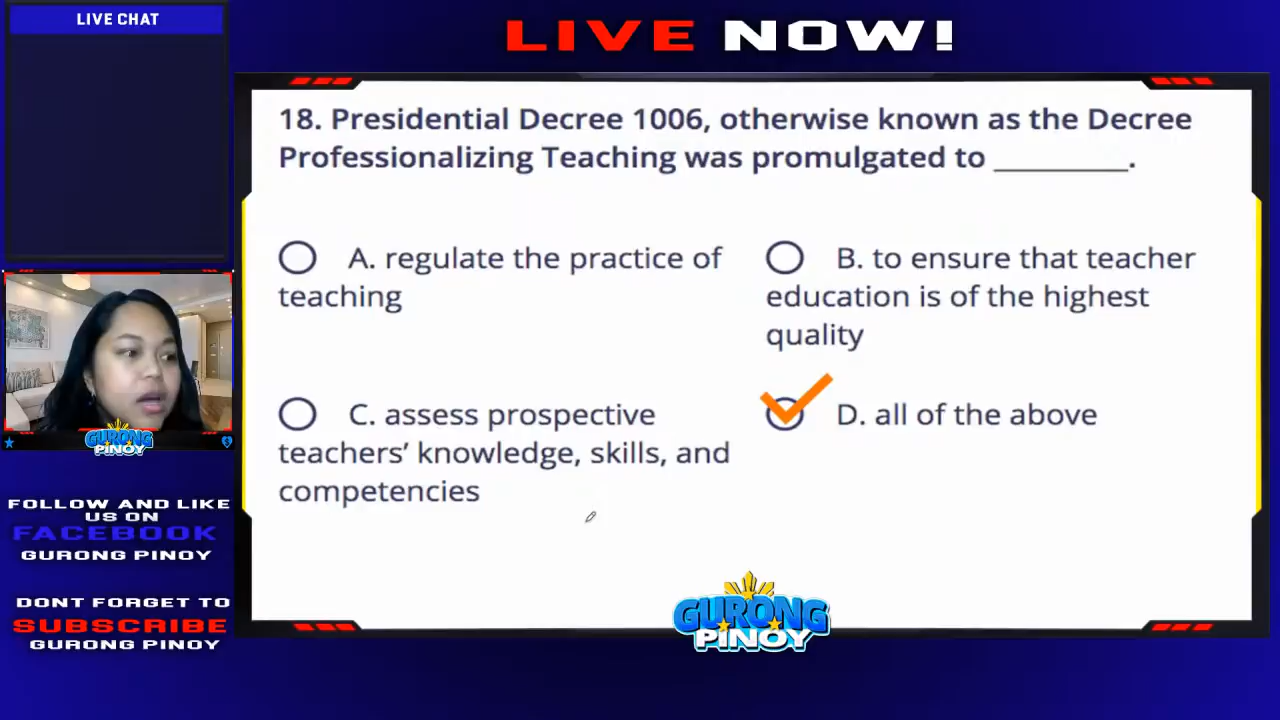 LIVE CHAT
LIVE NOW!
18. Presidential Decree 1006, otherwise known as the Decree
Professionalizing Teaching was promulgated to __________.
A. regulate the practice of
teaching
B. to ensure that teacher
education is of the highest
quality
C. assess prospective
teachers’ knowledge, skills, and
competencies
D. all of the above
GURONG
PINOY
FOLLOW AND LIKE
US ON
FACEBOOK
GURONG PINOY
DONT FORGET TO
SUBSCRIBE
GURONG PINOY
GURONG
PINOY